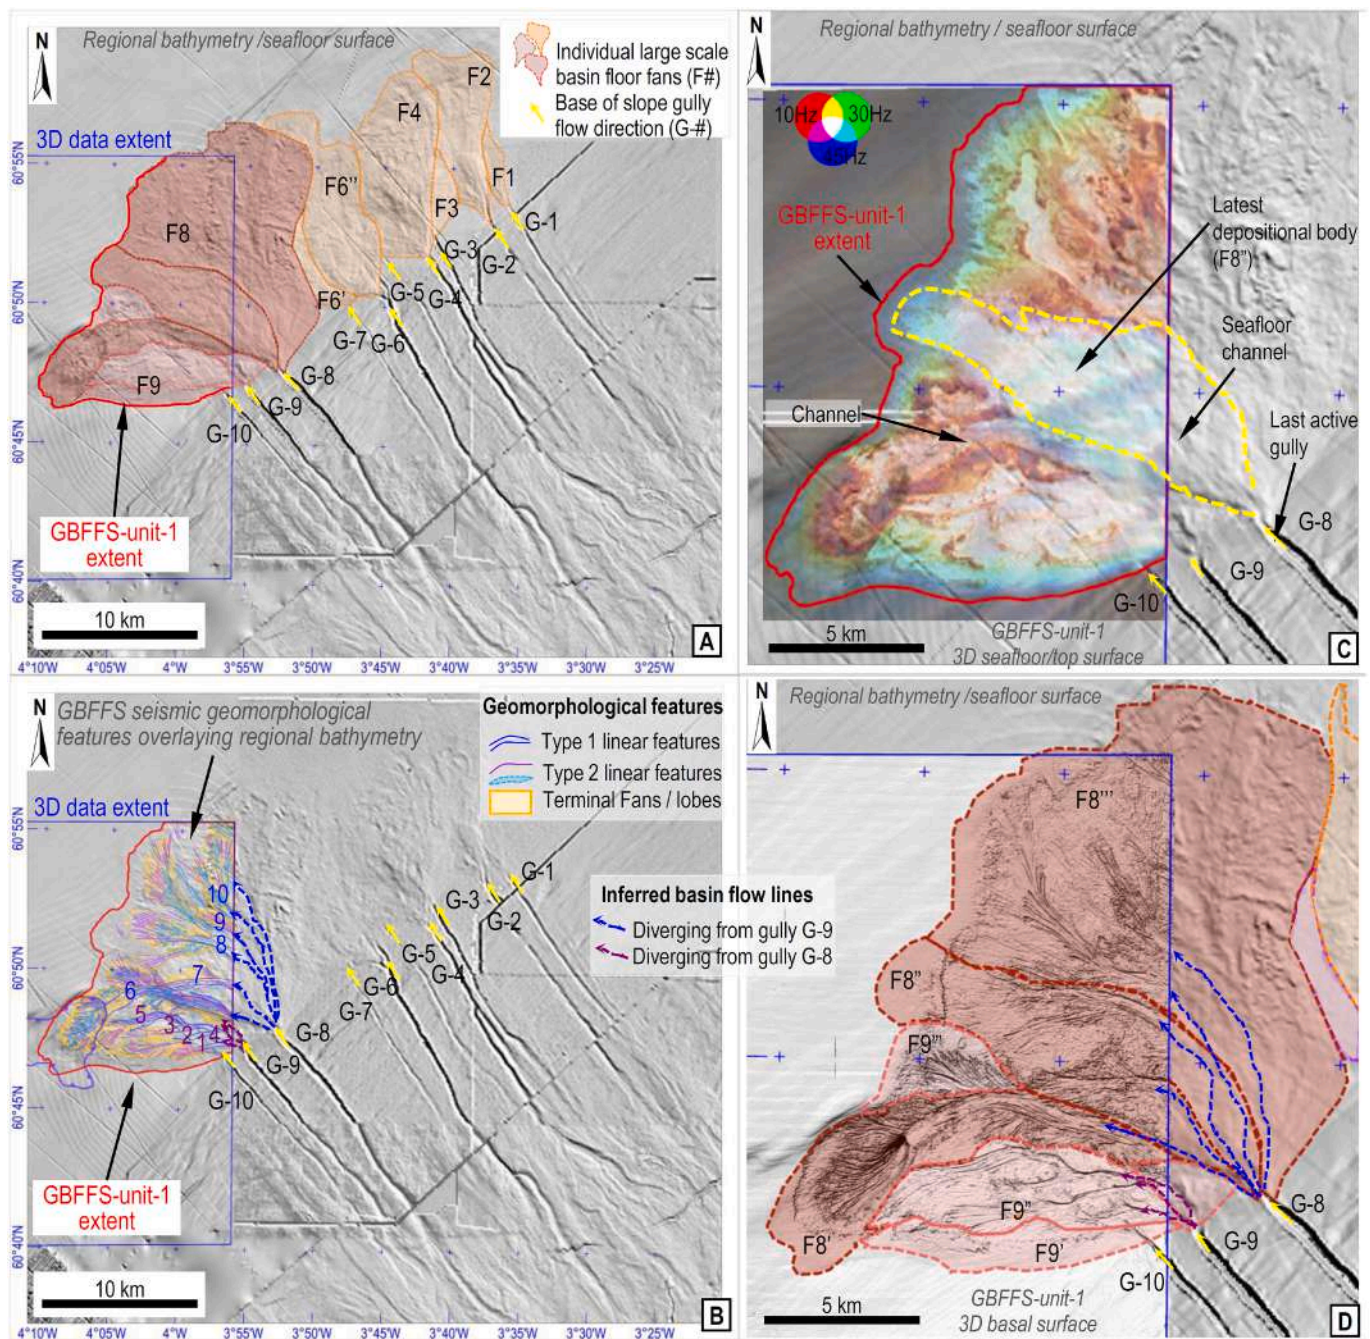 N
Regional bathymetry /seafloor surface
Individual large scale
basin floor fans (F#)
Base of slope gully
flow direction (G-#)
3D data extent
F2
F4
F6''
F1
F8
F3
G-1
G-3
G-2
G-5
G-4
F6'
G-7
G-6
F9
G-8
G-9
G-10
GBFFS-unit-1
extent
10 km
A
60°55'N
60°50'N
60°45'N
60°40'N
4°10'W
4°05'W
4°W
3°55'W
3°50'W
3°45'W
3°40'W
3°35'W
3°30'W
3°25'W
N
Regional bathymetry / seafloor surface
10Hz
30Hz
45Hz
GBFFS-unit-1
extent
Latest
depositional body
(F8'')
Seafloor
channel
Channel
Last active
gully
G-8
G-9
G-10
5 km
GBFFS-unit-1
3D seafloor/top surface
C
N
GBFFS seismic geomorphological
features overlaying regional bathymetry
Geomorphological features
Type 1 linear features
Type 2 linear features
Terminal Fans / lobes
3D data extent
10
9
8
7
6
5
3
2
1
4
G-1
G-3
G-2
G-5
G-4
G-6
G-7
G-8
G-9
G-10
GBFFS-unit-1
extent
10 km
B
60°55'N
60°50'N
60°45'N
60°40'N
4°10'W
4°05'W
4°W
3°55'W
3°50'W
3°45'W
3°40'W
3°35'W
3°30'W
3°25'W
Inferred basin flow lines
Diverging from gully G-9
Diverging from gully G-8
N
Regional bathymetry /seafloor surface
F8'''
F8''
F9'''
F9''
F8'
F9'
G-8
G-9
G-10
5 km
GBFFS-unit-1
3D basal surface
D